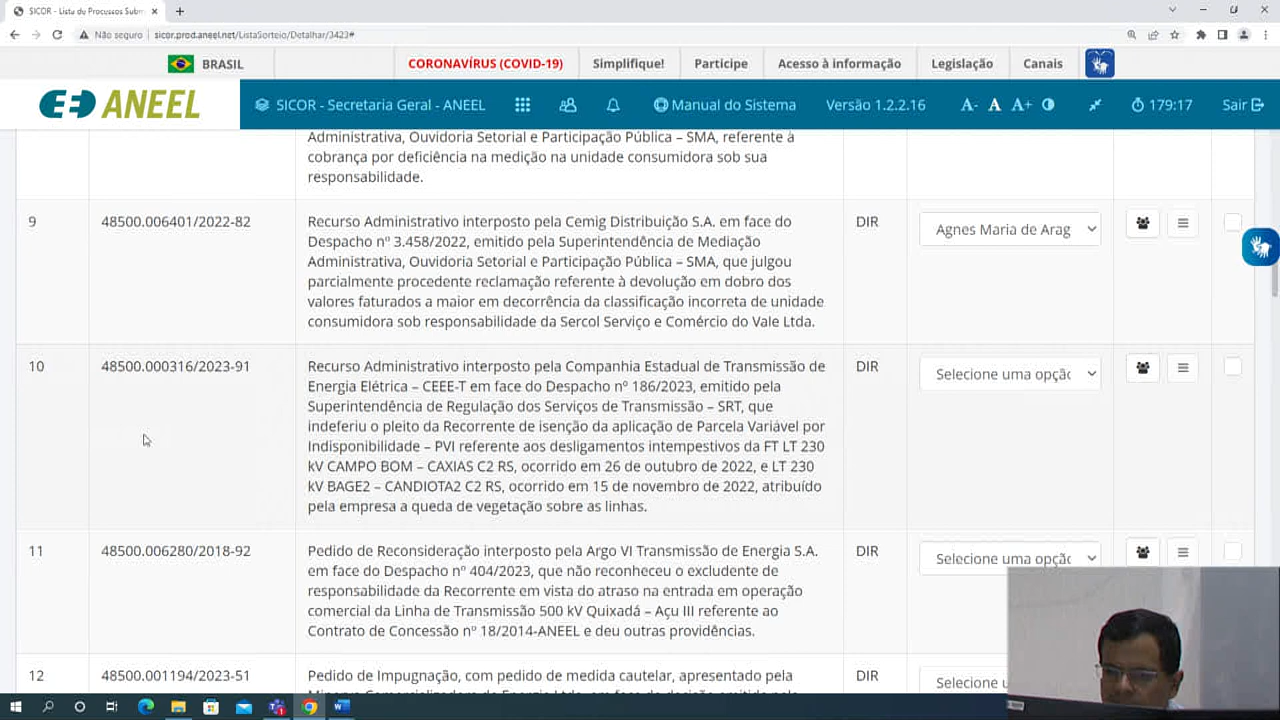 SICOR - Lista de Processos Subm
Não seguro | sicor.prod.aneel.net/ListaSorteio/Detalhar/3423#
BRASIL
CORONAVÍRUS (COVID-19)
Simplifique!
Participe
Acesso à informação
Legislação
Canais
ANEEL
SICOR - Secretaria Geral - ANEEL
Manual do Sistema
Versão 1.2.2.16
A-
A
A+
179:17
Sair
Administrativa, Ouvidoria Setorial e Participação Pública – SMA, referente à
cobrança por deficiência na medição na unidade consumidora sob sua
responsabilidade.
9
48500.006401/2022-82
Recurso Administrativo interposto pela Cemig Distribuição S.A. em face do
Despacho nº 3.458/2022, emitido pela Superintendência de Mediação
Administrativa, Ouvidoria Setorial e Participação Pública – SMA, que julgou
parcialmente procedente reclamação referente à devolução em dobro dos
valores faturados a maior em decorrência da classificação incorreta de unidade
consumidora sob responsabilidade da Sercol Serviço e Comércio do Vale Ltda.
DIR
Agnes Maria de Arag
10
48500.000316/2023-91
Recurso Administrativo interposto pela Companhia Estadual de Transmissão de
Energia Elétrica – CEEE-T em face do Despacho nº 186/2023, emitido pela
Superintendência de Regulação dos Serviços de Transmissão – SRT, que
indeferiu o pleito da Recorrente de isenção da aplicação de Parcela Variável por
Indisponibilidade – PVI referente aos desligamentos intempestivos da FT LT 230
kV CAMPO BOM – CAXIAS C2 RS, ocorrido em 26 de outubro de 2022, e LT 230
kV BAGE2 – CANDIOTA2 C2 RS, ocorrido em 15 de novembro de 2022, atribuído
pela empresa a queda de vegetação sobre as linhas.
DIR
Selecione uma opçã
11
48500.006280/2018-92
Pedido de Reconsideração interposto pela Argo VI Transmissão de Energia S.A.
em face do Despacho nº 404/2023, que não reconheceu o excludente de
responsabilidade da Recorrente em vista do atraso na entrada em operação
comercial da Linha de Transmissão 500 kV Quixadá – Açu III referente ao
Contrato de Concessão nº 18/2014-ANEEL e deu outras providências.
DIR
Selecione uma opçã
12
48500.001194/2023-51
Pedido de Impugnação, com pedido de medida cautelar, apresentado pela
DIR
Selecione u